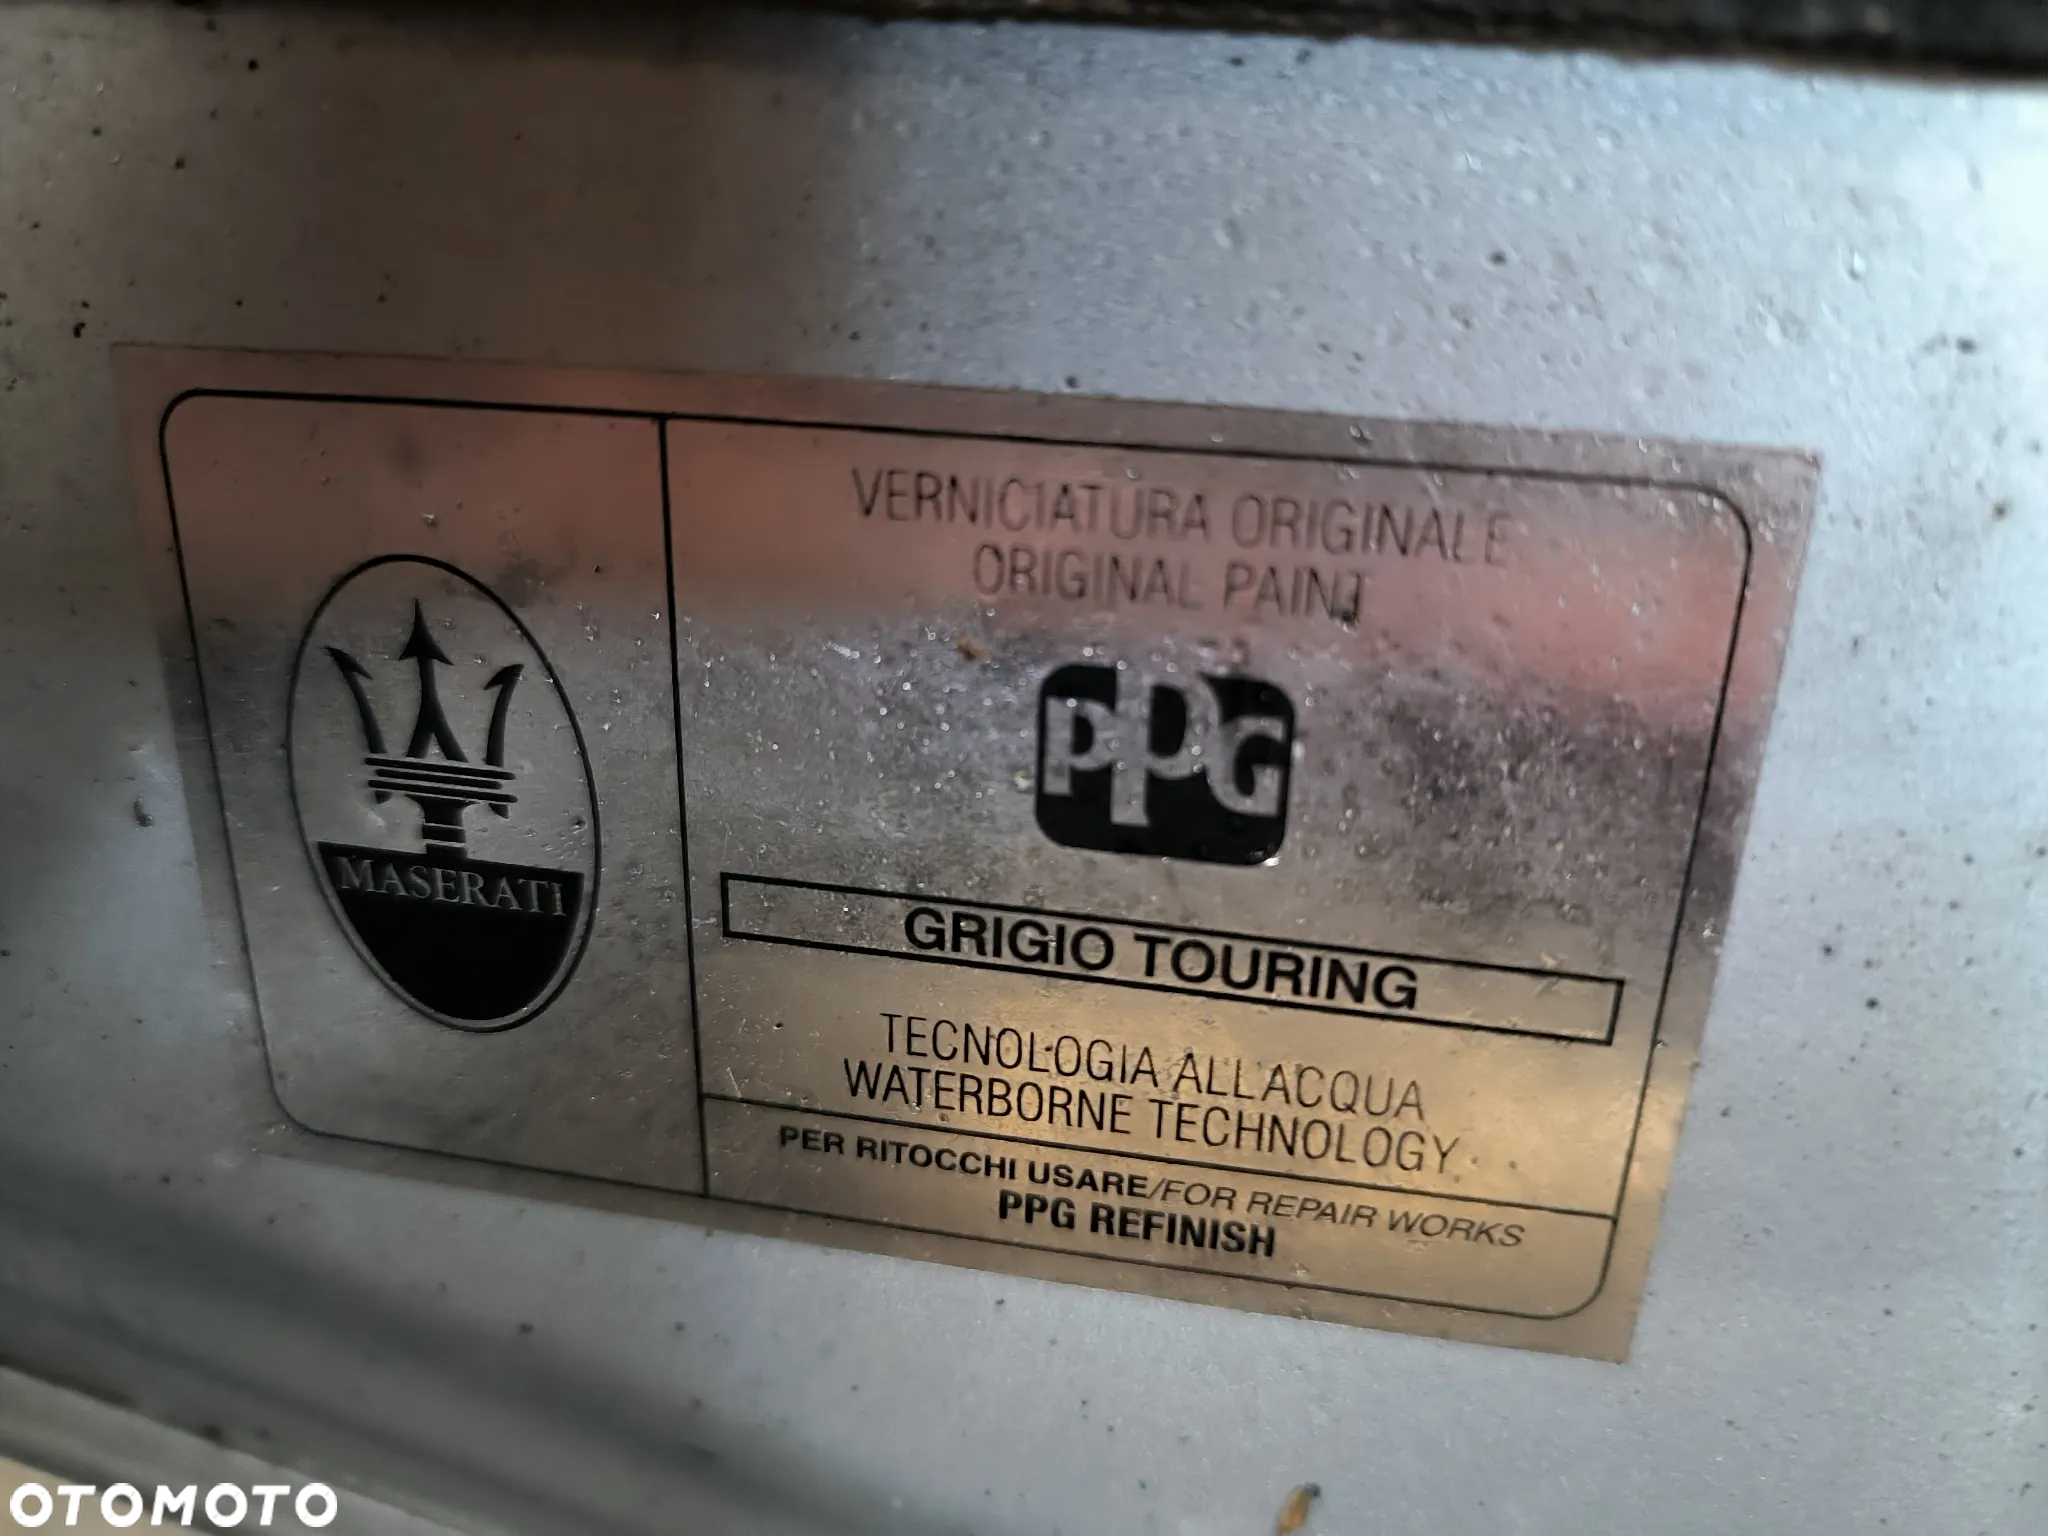 VERNICIATURA ORIGINALE
ORIGINAL PAINT
PPG
MASERATI
GRIGIO TOURING
TECNOLOGIA ALL'ACQUA
WATERBORNE TECHNOLOGY
PER RITOCCHI USARE/FOR REPAIR WORKS
PPG REFINISH
OTOMOTO